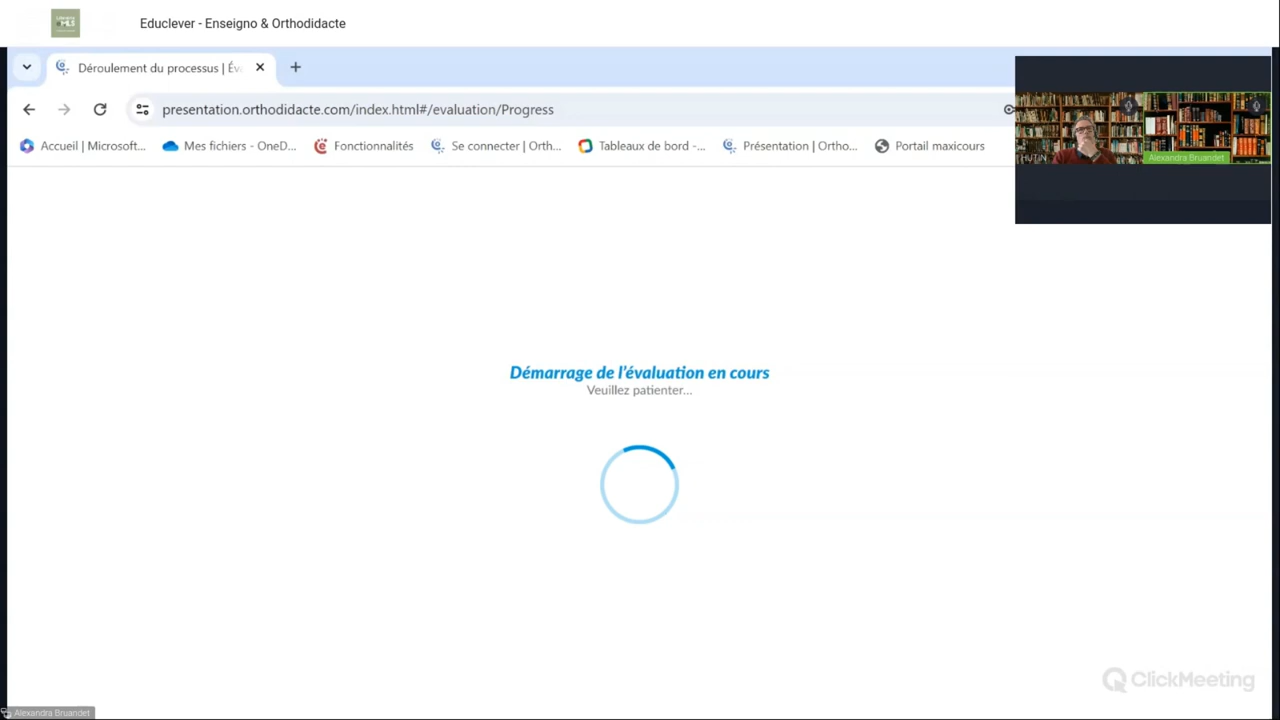 Educlever - Enseigno & Orthodidacte
Déroulement du processus | Év
presentation.orthodidacte.com/index.html#/evaluation/Progress
Accueil | Microsoft...
Mes fichiers - OneD...
Fonctionnalités
Se connecter | Orth...
Tableaux de bord -...
Présentation | Ortho...
Portail maxicours
HUTIN
Alexandra Bruandet
Démarrage de l'évaluation en cours
Veuillez patienter...
ClickMeeting
Alexandra Bruandet